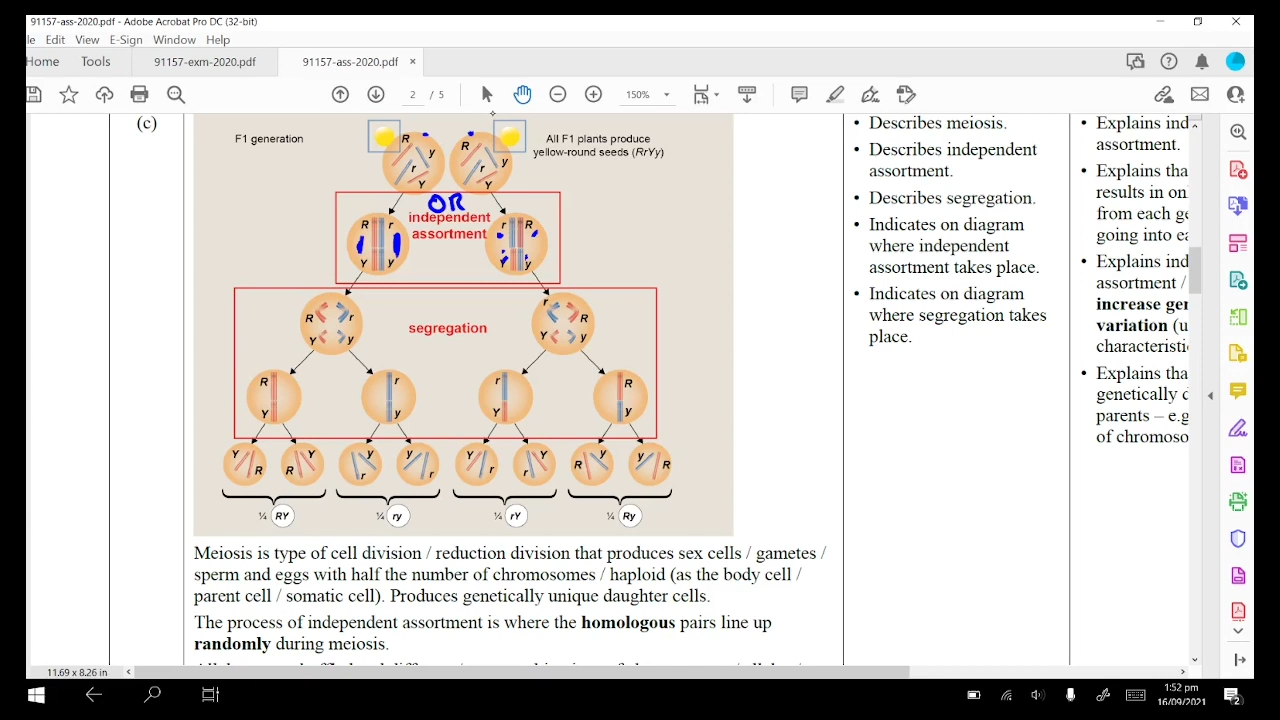 91157-ass-2020.pdf - Adobe Acrobat Pro DC (32-bit)
le Edit View E-Sign Window Help
Home Tools 91157-exm-2020.pdf 91157-ass-2020.pdf ×
2 / 5 150%
(c)
F1 generation
All F1 plants produce
yellow-round seeds (RrYy)
R y r Y
R y r Y
OR
independent
assortment
R r Y y
r R Y y
segregation
R r Y y
r R Y y
R Y
r y
r Y
R y
Y R
Y R
y r
y r
Y r
Y r
R y
y R
¼ RY
¼ ry
¼ rY
¼ Ry
Meiosis is type of cell division / reduction division that produces sex cells / gametes /
sperm and eggs with half the number of chromosomes / haploid (as the body cell /
parent cell / somatic cell). Produces genetically unique daughter cells.
The process of independent assortment is where the homologous pairs line up
randomly during meiosis.
• Describes meiosis.
• Describes independent
assortment.
• Describes segregation.
• Indicates on diagram
where independent
assortment takes place.
• Indicates on diagram
where segregation takes
place.
• Explains ind
assortment.
• Explains tha
results in on
from each ge
going into ea
• Explains ind
assortment /
increase gen
variation (u
characteristi
• Explains tha
genetically d
parents – e.g
of chromoso
11.69 x 8.26 in
1:52 pm
16/09/2021
2